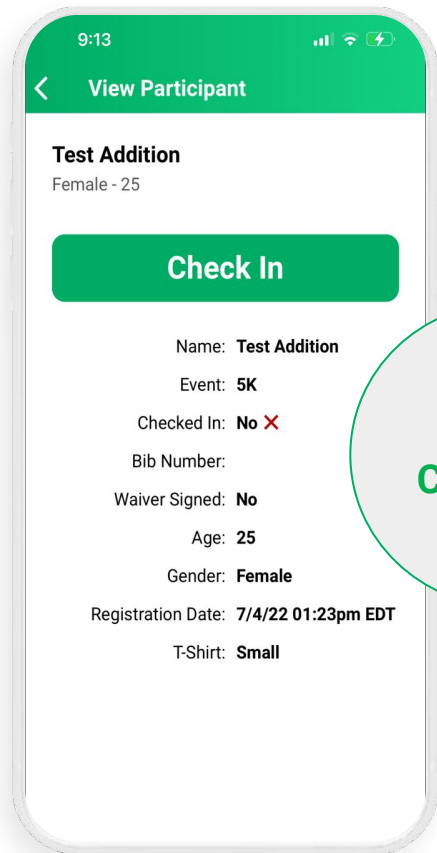 9:13
View Participant
Test Addition
Female - 25
Check In
Name: Test Addition
Event: 5K
Checked In: No
Bib Number:
Waiver Signed: No
Age: 25
Gender: Female
Registration Date: 7/4/22 01:23pm EDT
T-Shirt: Small